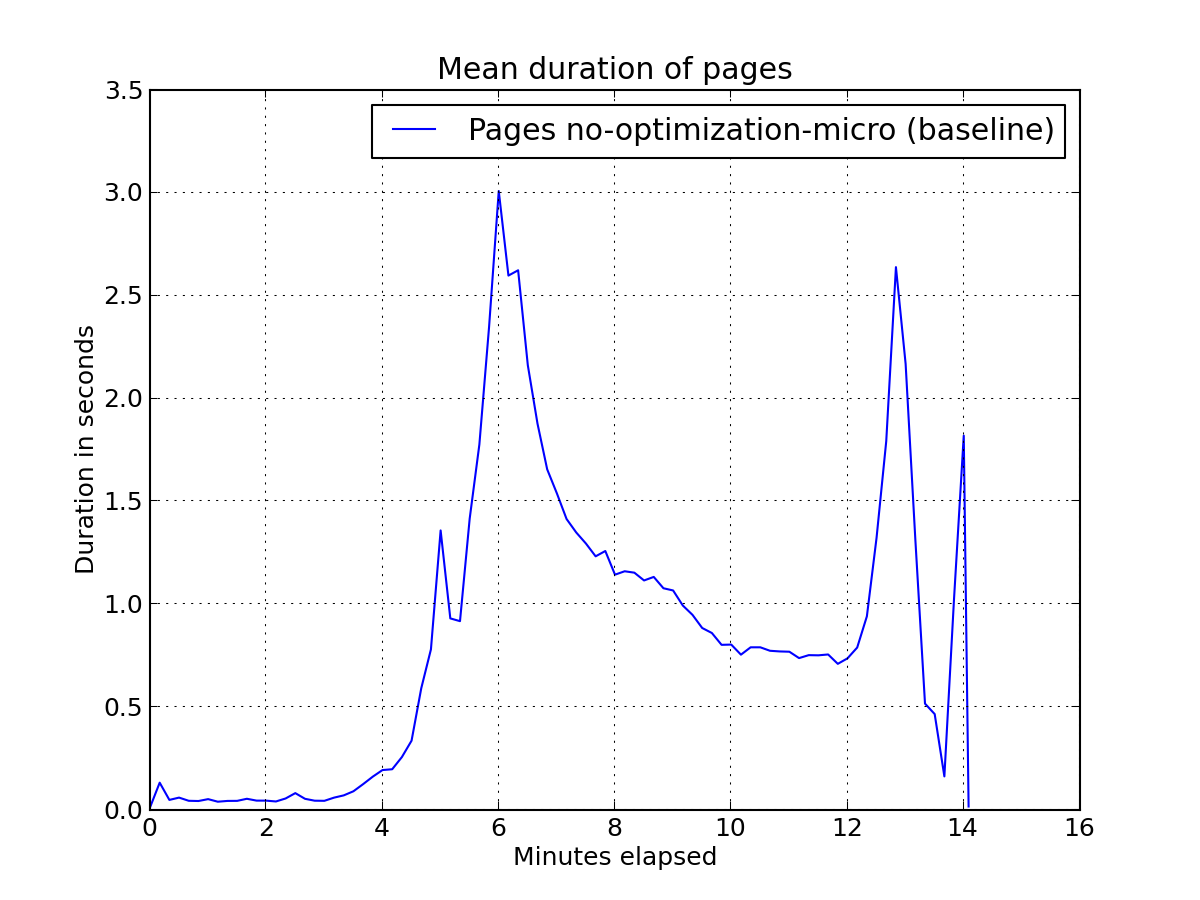 Mean duration of pages
Pages no-optimization-micro (baseline)
3.5
3.0
2.5
2.0
1.5
1.0
0.5
0.0
Duration in seconds
0 2 4 6 8 10 12 14 16
Minutes elapsed